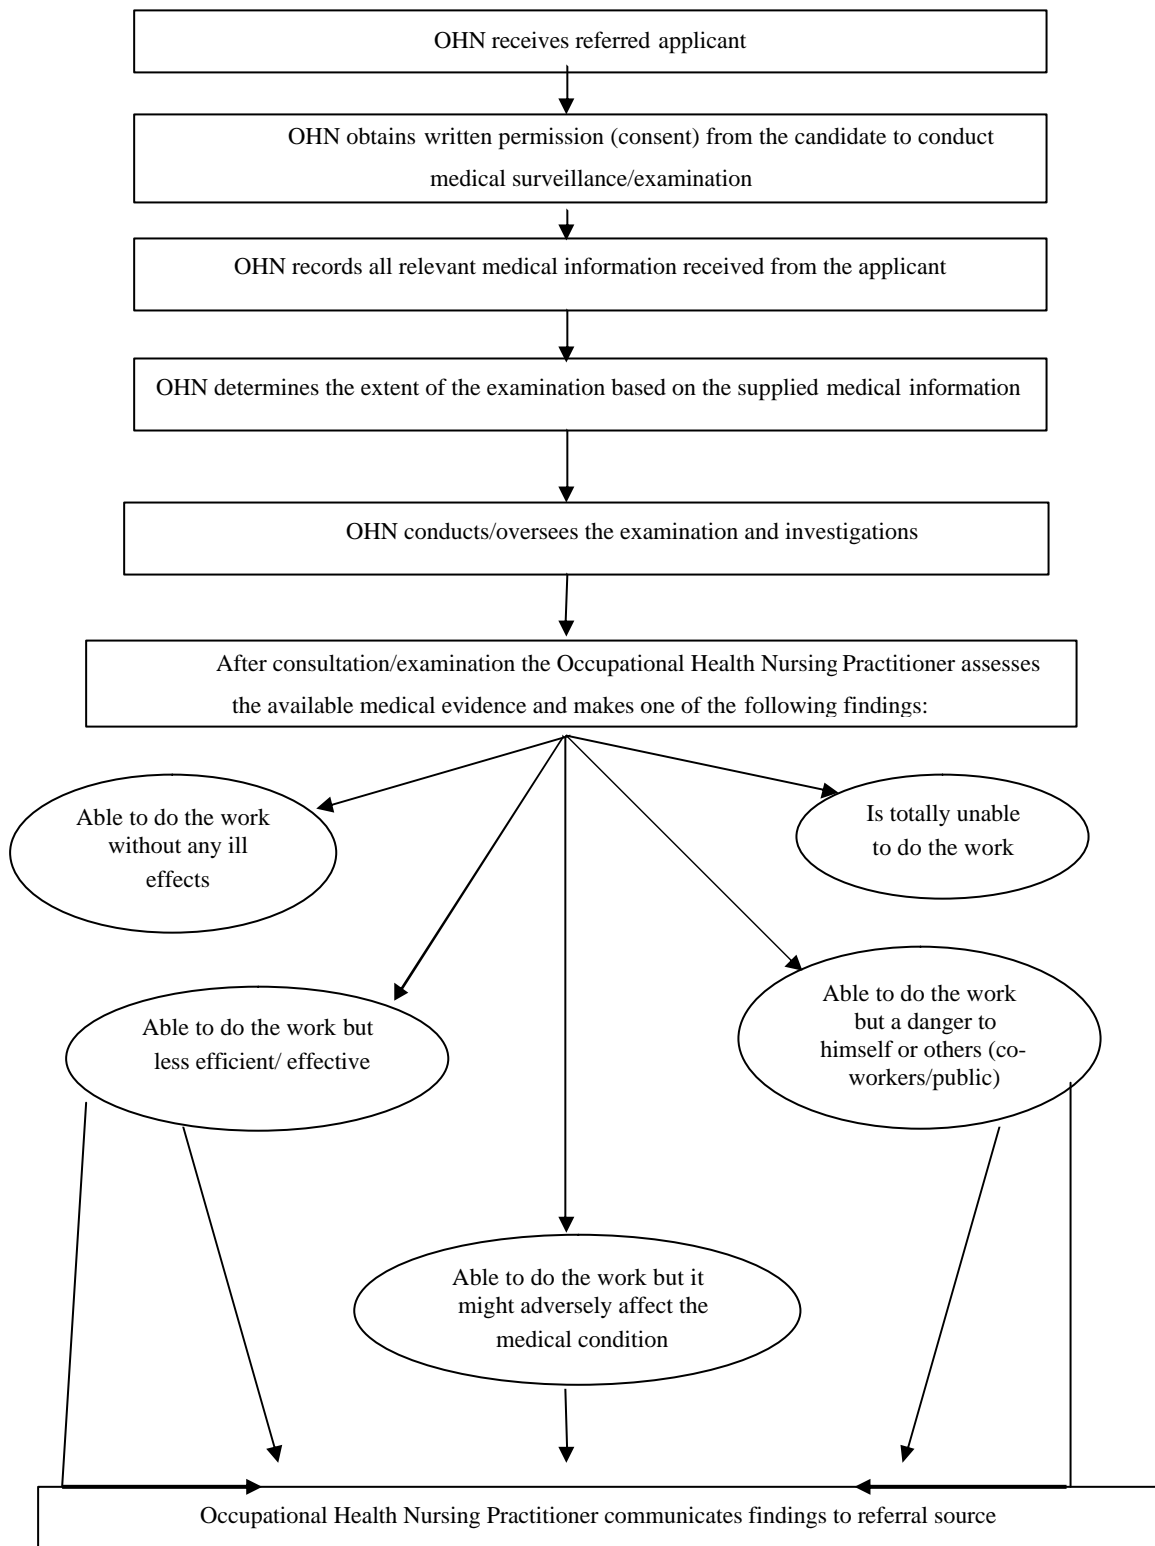 OHN receives referred applicant
OHN obtains written permission (consent) from the candidate to conduct
medical surveillance/examination
OHN records all relevant medical information received from the applicant
OHN determines the extent of the examination based on the supplied medical information
OHN conducts/oversees the examination and investigations
After consultation/examination the Occupational Health Nursing Practitioner assesses
the available medical evidence and makes one of the following findings:
Able to do the work
without any ill
effects
Is totally unable
to do the work
Able to do the work but
less efficient/ effective
Able to do the work
but a danger to
himself or others (co-
workers/public)
Able to do the work but it
might adversely affect the
medical condition
Occupational Health Nursing Practitioner communicates findings to referral source